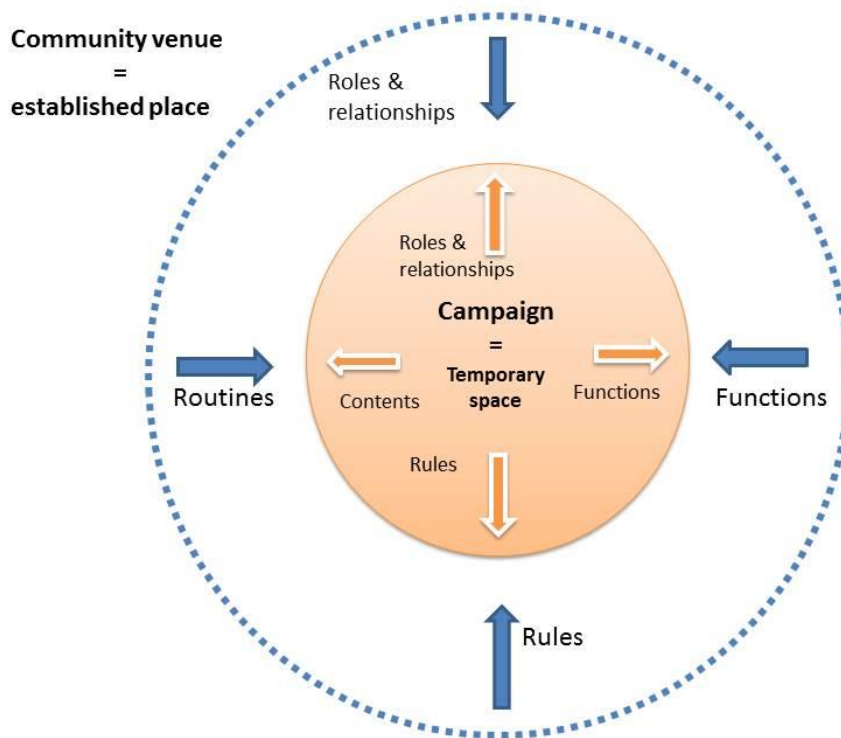 Community venue
=
established place
Roles &
relationships
Roles &
relationships
Campaign
=
Temporary
space
Routines
Contents
Functions
Functions
Rules
Rules